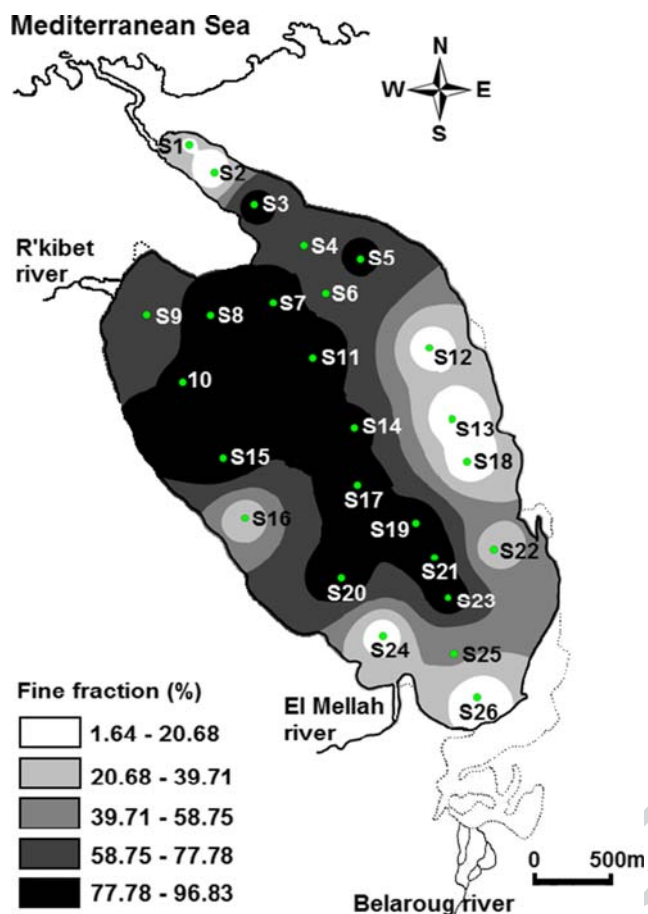 Mediterranean Sea
N
W E
S
S1
S2
S3
S4
S5
R'kibet
river
S6
S7
S9
S8
S12
S11
10
S13
S14
S18
S15
S17
S16
S19
S22
S21
S20
S23
S24
S25
Fine fraction (%)
El Mellah
river
S26
1.64 - 20.68
20.68 - 39.71
39.71 - 58.75
58.75 - 77.78
77.78 - 96.83
0 500m
Belaroug river